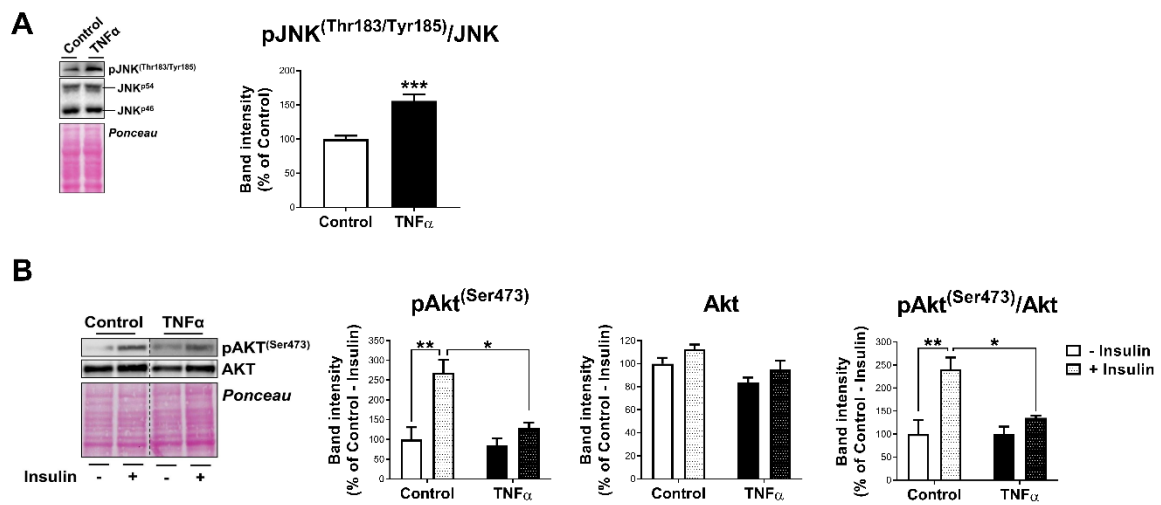 A
Control
TNFα
pJNK(Thr183/Tyr185)
JNKp54
JNKp46
Ponceau
pJNK(Thr183/Tyr185)/JNK
Band intensity
(% of Control)
200
150
100
50
0
***
Control
TNFα
B
Control
TNFα
pAKT(Ser473)
AKT
Ponceau
Insulin - + - +
pAkt(Ser473)
Band intensity
(% of Control - Insulin)
350
300
250
200
150
100
50
0
**
*
Control
TNFα
Akt
Band intensity
(% of Control - Insulin)
120
100
80
60
40
20
0
Control
TNFα
pAkt(Ser473)/Akt
Band intensity
(% of Control - Insulin)
300
250
200
150
100
50
0
**
*
Control
TNFα
- Insulin
+ Insulin